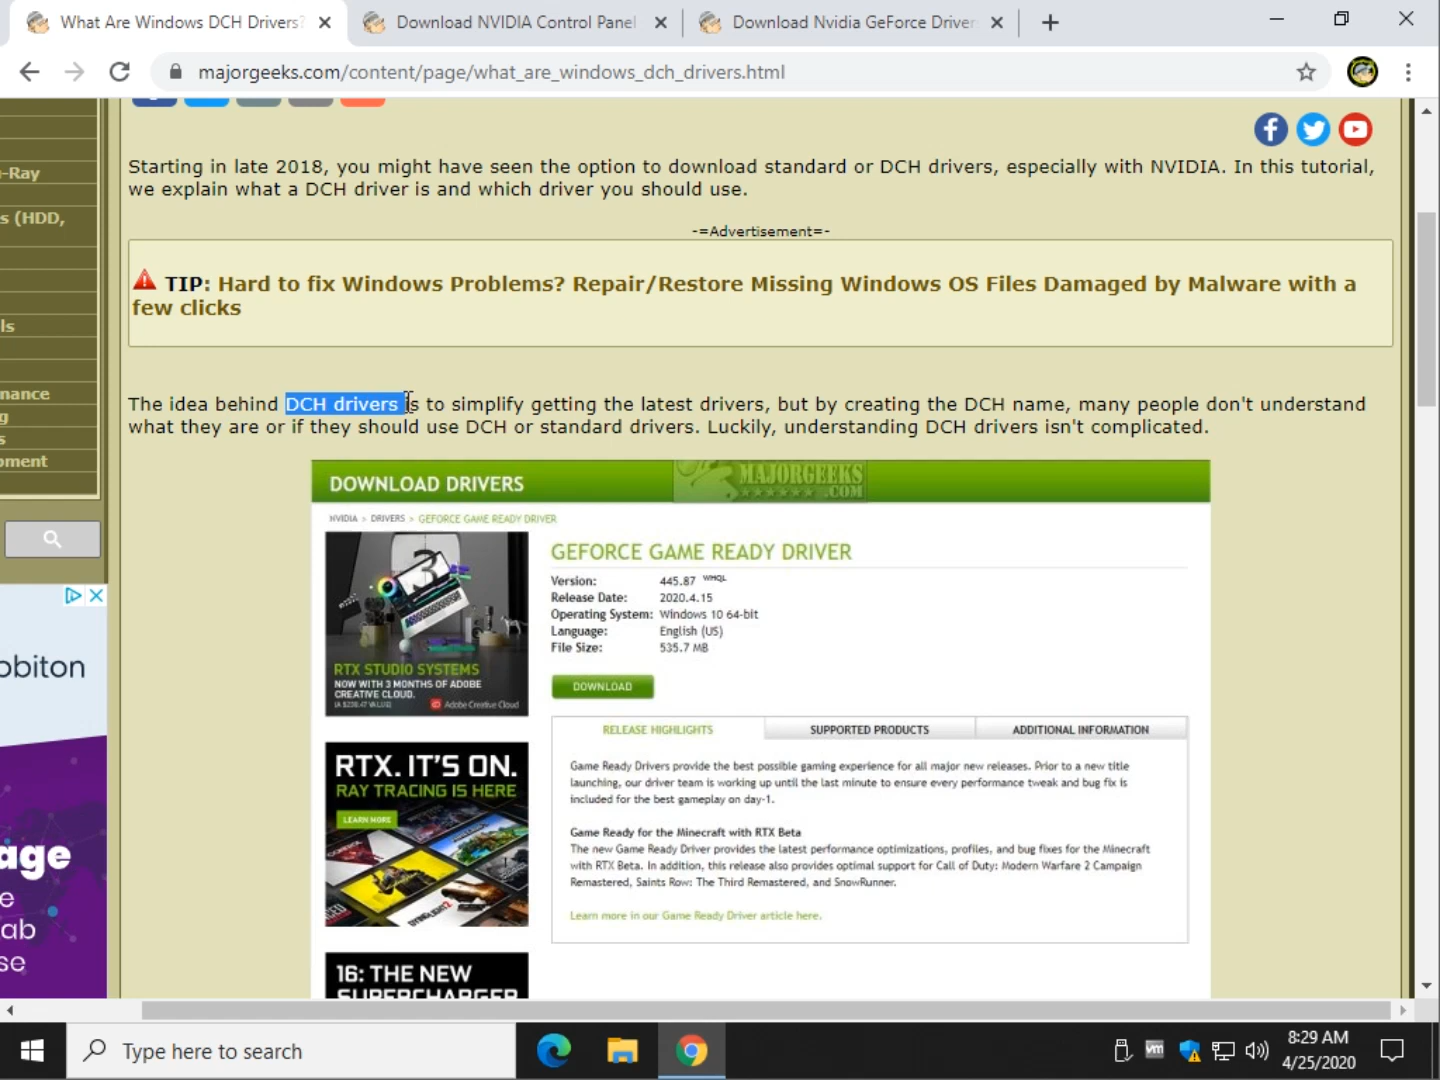 What Are Windows DCH Drivers?
Download NVIDIA Control Panel
Download Nvidia GeForce Driver
majorgeeks.com/content/page/what_are_windows_dch_drivers.html
Starting in late 2018, you might have seen the option to download standard or DCH drivers, especially with NVIDIA. In this tutorial,
we explain what a DCH driver is and which driver you should use.
-=Advertisement=-
TIP: Hard to fix Windows Problems? Repair/Restore Missing Windows OS Files Damaged by Malware with a
few clicks
The idea behind DCH drivers is to simplify getting the latest drivers, but by creating the DCH name, many people don't understand
what they are or if they should use DCH or standard drivers. Luckily, understanding DCH drivers isn't complicated.
-Ray
s (HDD,
ls
nance
g
s
oment
obiton
age
e
ab
se
DOWNLOAD DRIVERS
MAJORGEEKS
.COM
NVIDIA > DRIVERS > GEFORCE GAME READY DRIVER
3
RTX STUDIO SYSTEMS
NOW WITH 3 MONTHS OF ADOBE
CREATIVE CLOUD.
(A $238.47 VALUE)
Adobe Creative Cloud
GEFORCE GAME READY DRIVER
Version: 445.87 WHQL
Release Date: 2020.4.15
Operating System: Windows 10 64-bit
Language: English (US)
File Size: 535.7 MB
DOWNLOAD
RELEASE HIGHLIGHTS
SUPPORTED PRODUCTS
ADDITIONAL INFORMATION
Game Ready Drivers provide the best possible gaming experience for all major new releases. Prior to a new title
launching, our driver team is working up until the last minute to ensure every performance tweak and bug fix is
included for the best gameplay on day-1.
Game Ready for the Minecraft with RTX Beta
The new Game Ready Driver provides the latest performance optimizations, profiles, and bug fixes for the Minecraft
with RTX Beta. In addition, this release also provides optimal support for Call of Duty: Modern Warfare 2 Campaign
Remastered, Saints Row: The Third Remastered, and SnowRunner.
Learn more in our Game Ready Driver article here.
RTX. IT'S ON.
RAY TRACING IS HERE
LEARN MORE
16: THE NEW
SUPERCHARGER
Type here to search
vm
8:29 AM
4/25/2020